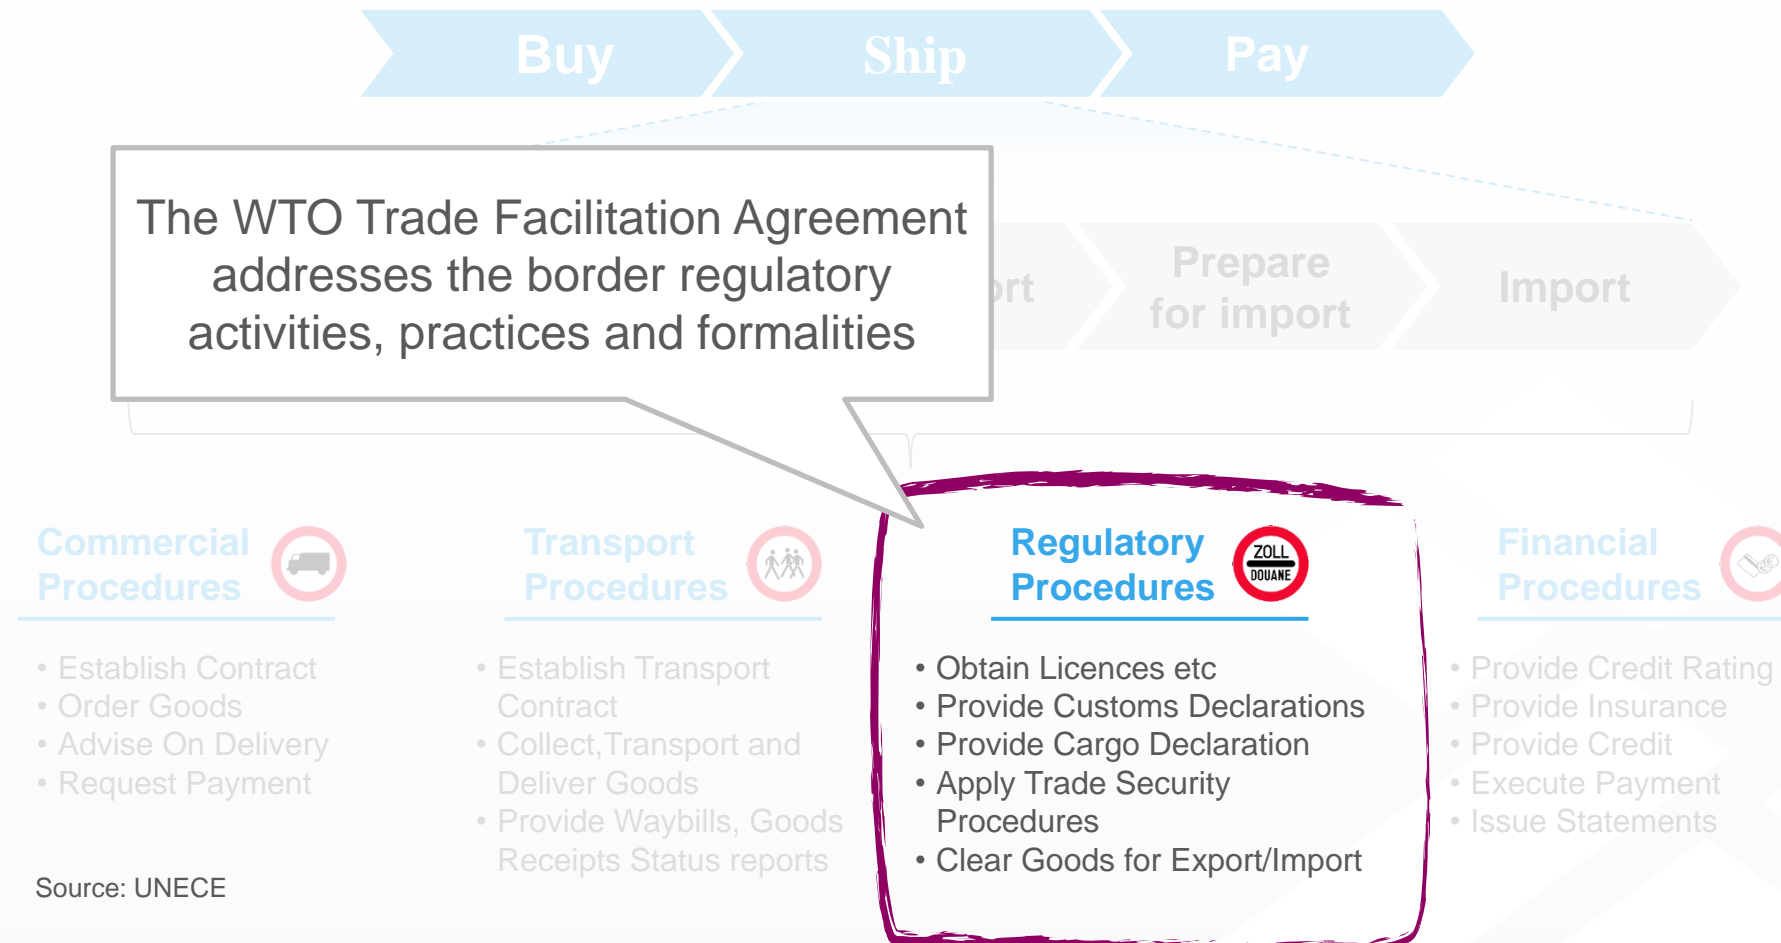 Buy
Ship
Pay
The WTO Trade Facilitation Agreement
addresses the border regulatory
activities, practices and formalities
Prepare
for import
Import
Commercial
Procedures
• Establish Contract
• Order Goods
• Advise On Delivery
• Request Payment
Transport
Procedures
• Establish Transport
Contract
• Collect,Transport and
Deliver Goods
• Provide Waybills, Goods
Receipts Status reports
Regulatory
Procedures
ZOLL
DOUANE
• Obtain Licences etc
• Provide Customs Declarations
• Provide Cargo Declaration
• Apply Trade Security
Procedures
• Clear Goods for Export/Import
Financial
Procedures
• Provide Credit Rating
• Provide Insurance
• Provide Credit
• Execute Payment
• Issue Statements
Source: UNECE